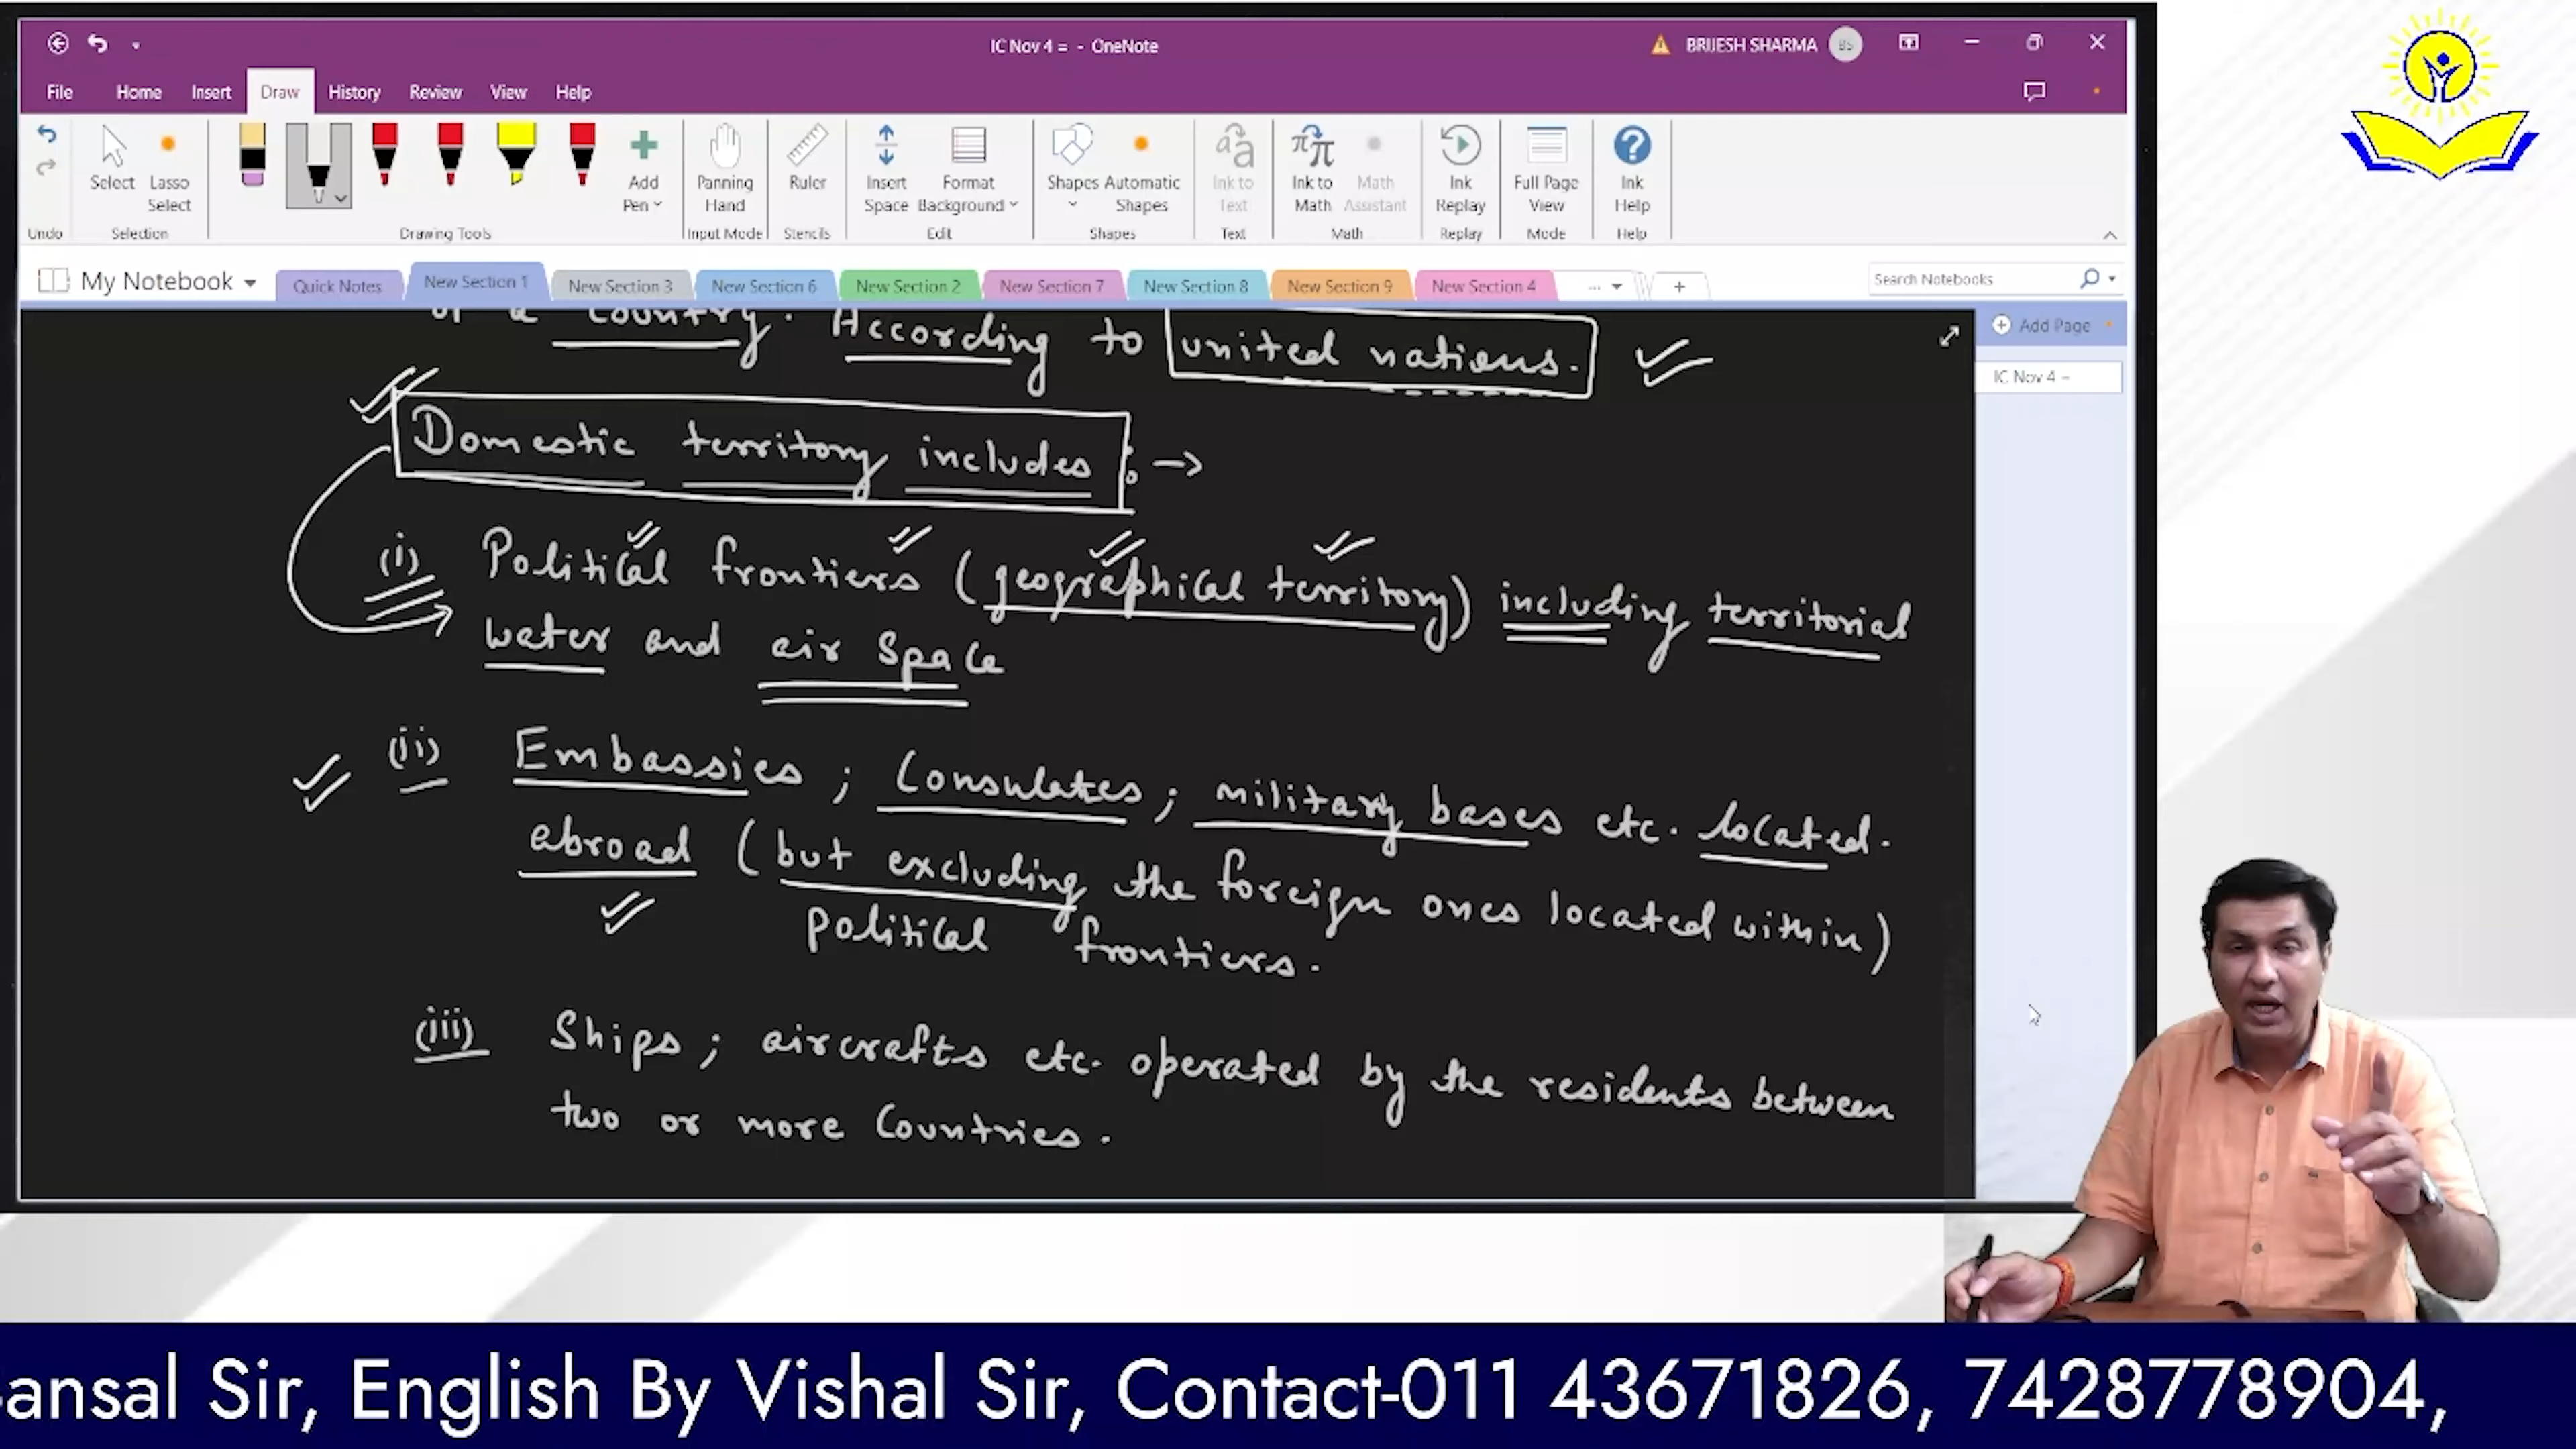 IC Nov 4 = - OneNote
BRIJESH SHARMA
BS
File Home Insert Draw History Review View Help
Select
Lasso Select
Add Pen
Panning Hand
Ruler
Insert Space
Format Background
Shapes
Automatic Shapes
Ink to Text
Ink to Math
Math Assistant
Ink Replay
Full Page View
Ink Help
Undo Selection Drawing Tools Input Mode Stencils Edit Shapes Text Math Replay Mode Help
My Notebook Quick Notes New Section 1 New Section 3 New Section 6 New Section 2 New Section 7 New Section 8 New Section 9 New Section 4 ... + Search Notebooks
Add Page
IC Nov 4 –
of a country. According to united nations.
Domestic territory includes :→
(i) Political frontiers (geographical territory) including territorial
water and air space
(ii) Embassies ; Consulates ; military bases etc. located.
abroad (but excluding the foreign ones located within)
political frontiers.
(iii) Ships ; aircrafts etc. operated by the residents between
two or more Countries.
ansal Sir, English By Vishal Sir, Contact-011 43671826, 7428778904,